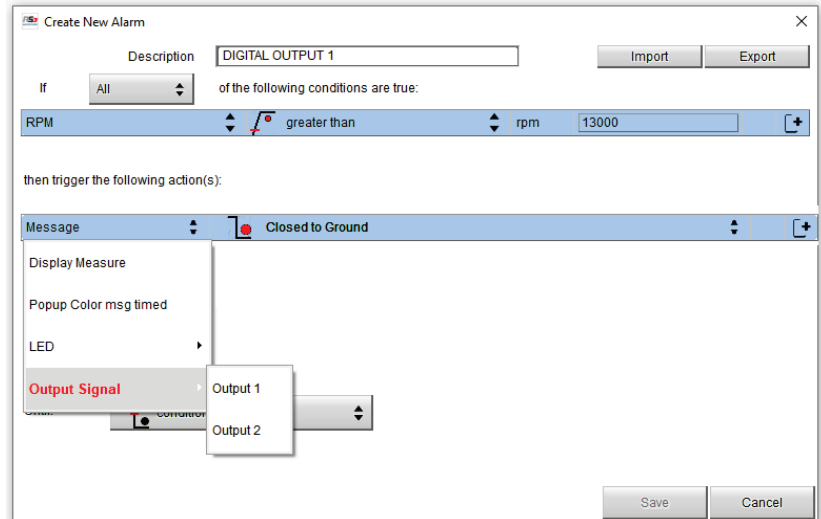 RS3 Create New Alarm
Description DIGITAL OUTPUT 1 Import Export
If All of the following conditions are true:
RPM greater than rpm 13000
then trigger the following action(s):
Message Closed to Ground
Display Measure
Popup Color msg timed
LED
Output Signal Output 1
Output 2
Save Cancel